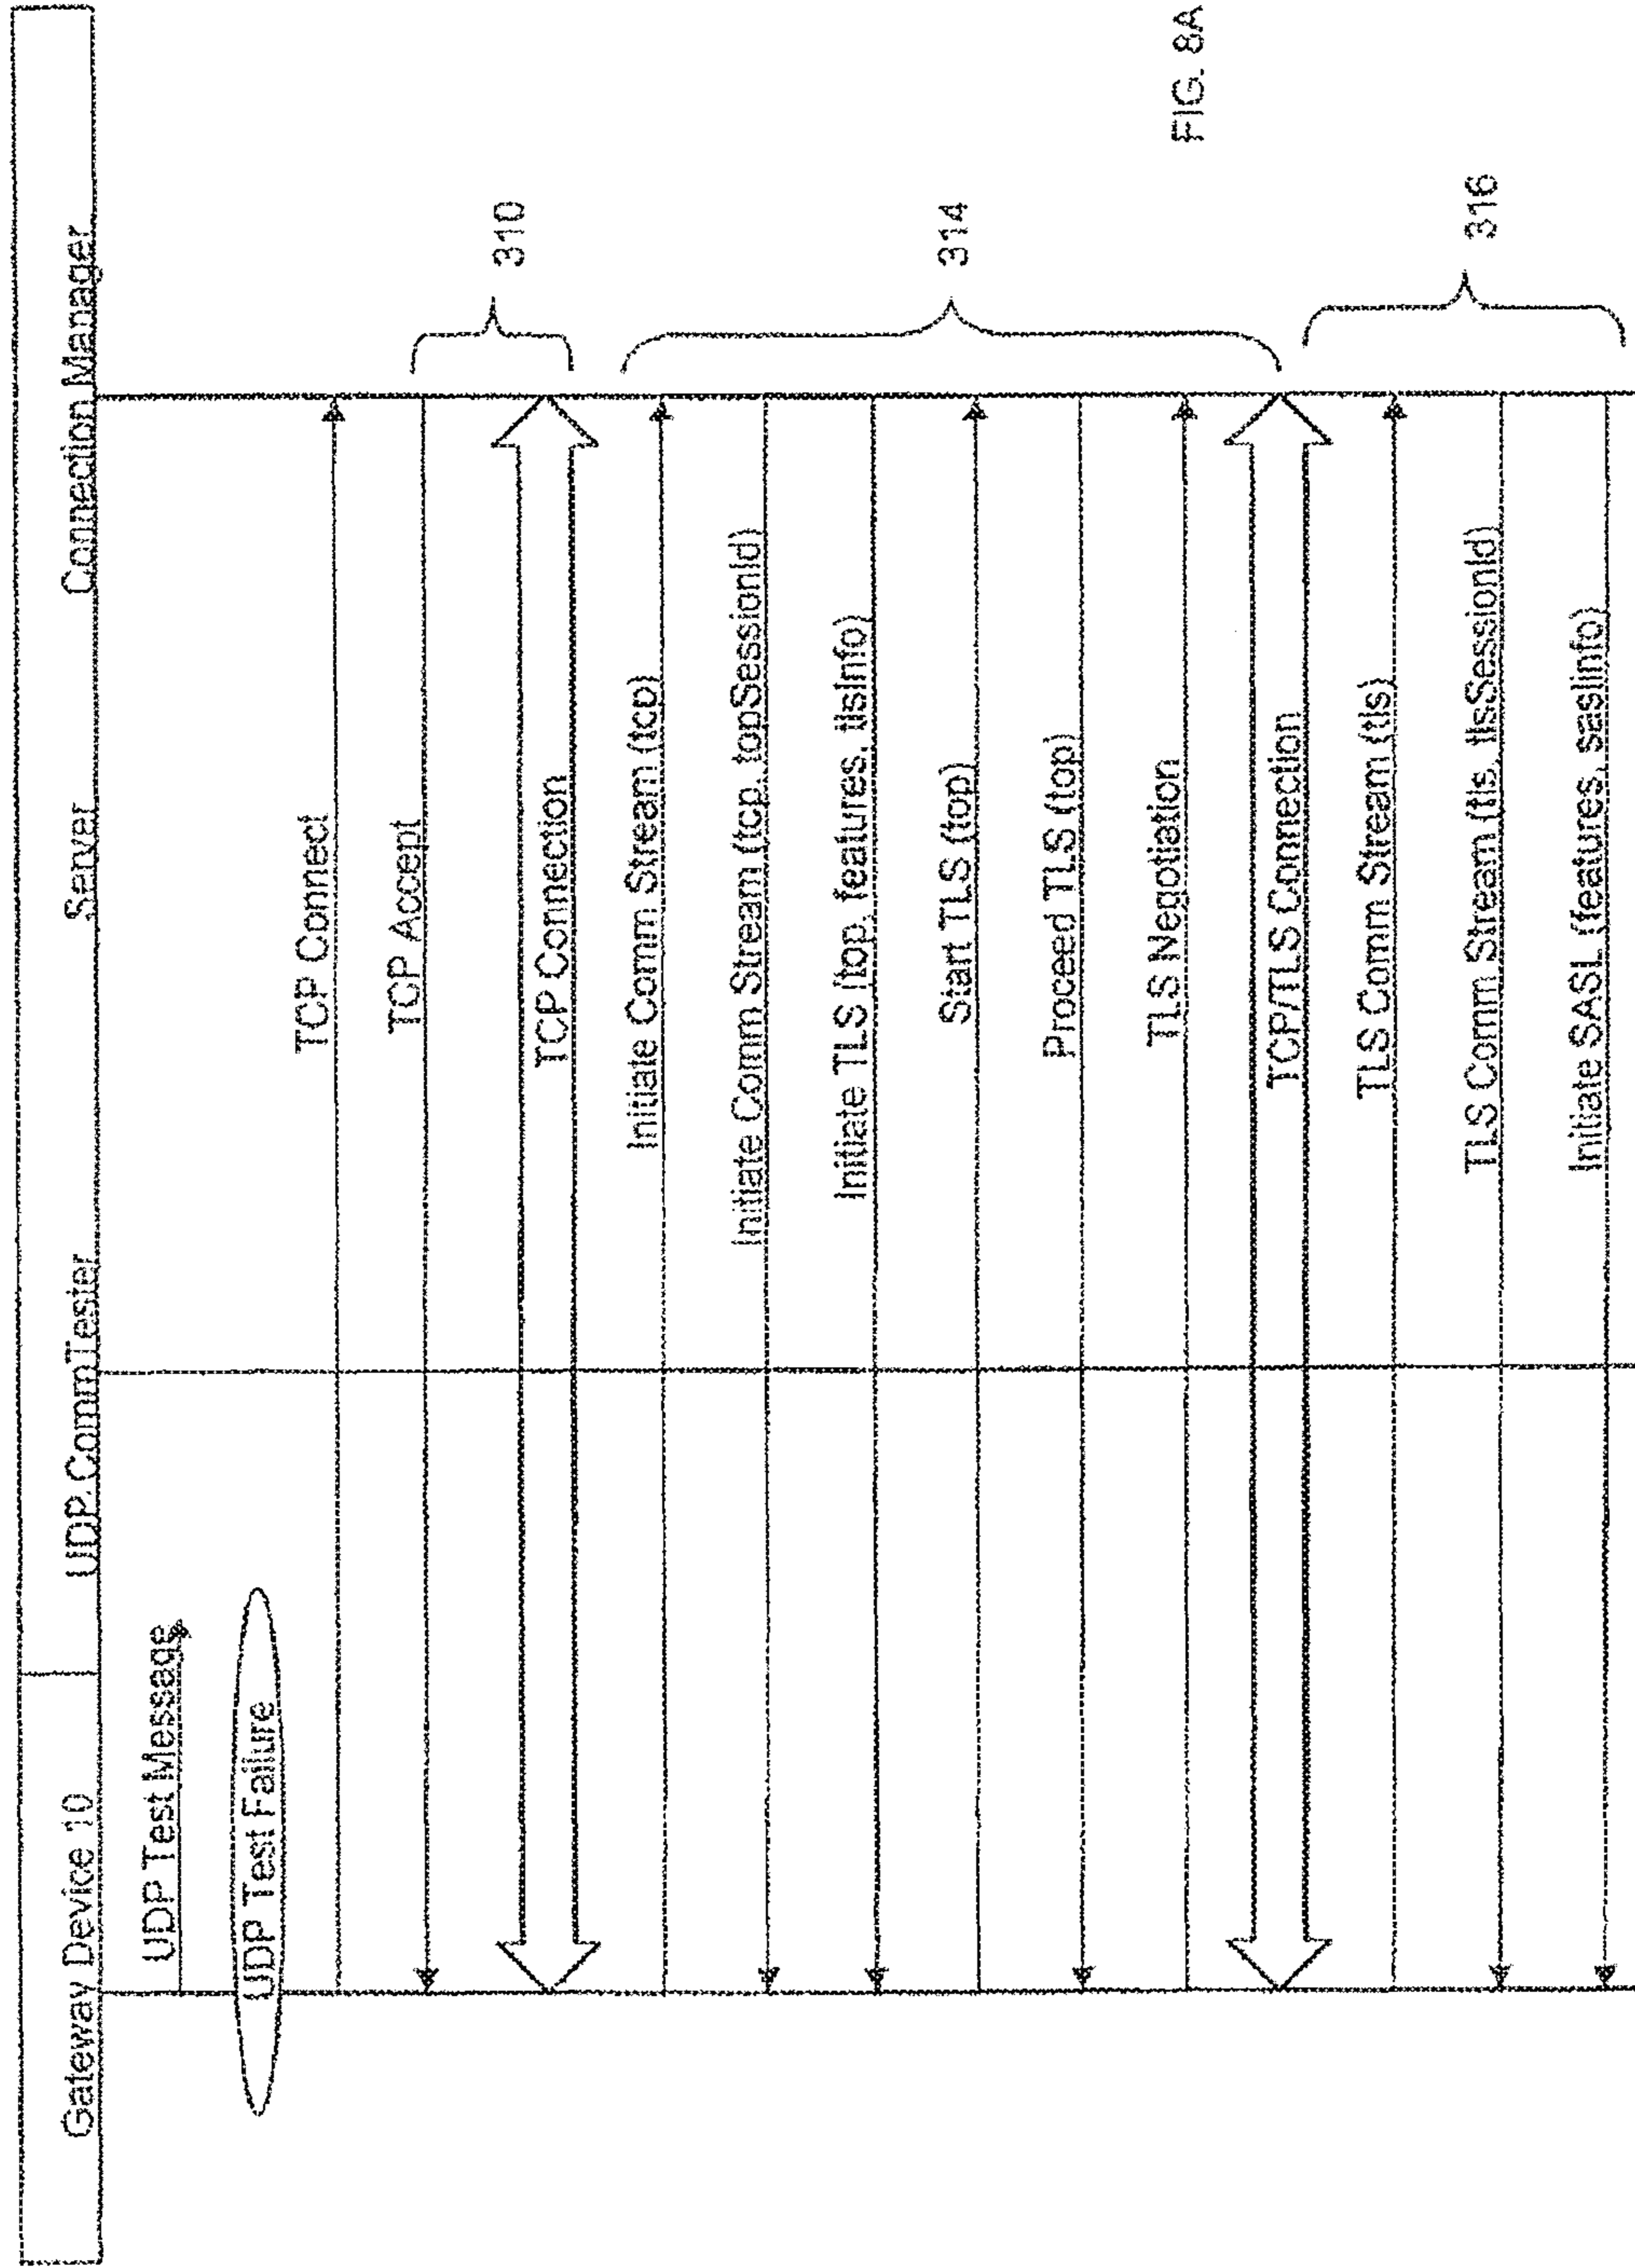 Gateway Device 10
UDP CommTester
Server
Connection Manager
UDP Test Message
UDP Test Failure
TCP Connect
TCP Accept
TCP Connection
310
Initiate Comm Stream (tcp)
Initiate Comm Stream (tcp, tcpSessionId)
Initiate TLS (tcp, features, tlsInfo)
Start TLS (tcp)
Proceed TLS (tcp)
TLS Negotiation
TCP/TLS Connection
314
TLS Comm Stream (tls)
TLS Comm Stream (tls, tlsSessionId)
Initiate SASL (features, saslInfo)
316
FIG. 8A